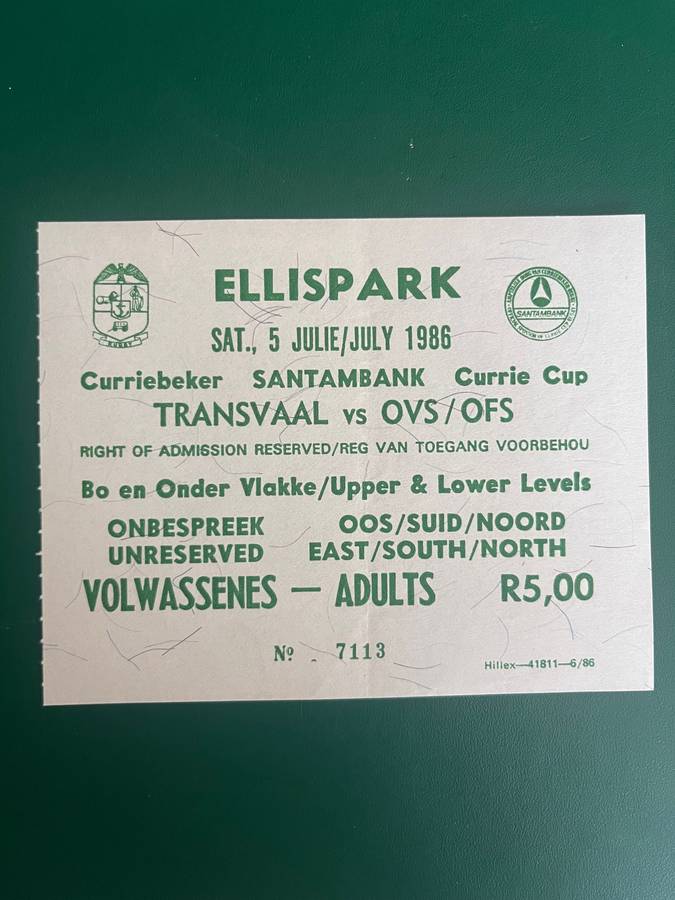 ELLISPARK
SAT., 5 JULIE/JULY 1986
SANTAMBANK
Curriebeker SANTAMBANK Currie Cup
TRANSVAAL vs OVS/OFS
RIGHT OF ADMISSION RESERVED/REG VAN TOEGANG VOORBEHOU
Bo en Onder Vlakke/Upper & Lower Levels
ONBESPREEK OOS/SUID/NOORD
UNRESERVED EAST/SOUTH/NORTH
VOLWASSENES — ADULTS R5,00
Nº 7113
Hillex—41811—6/86